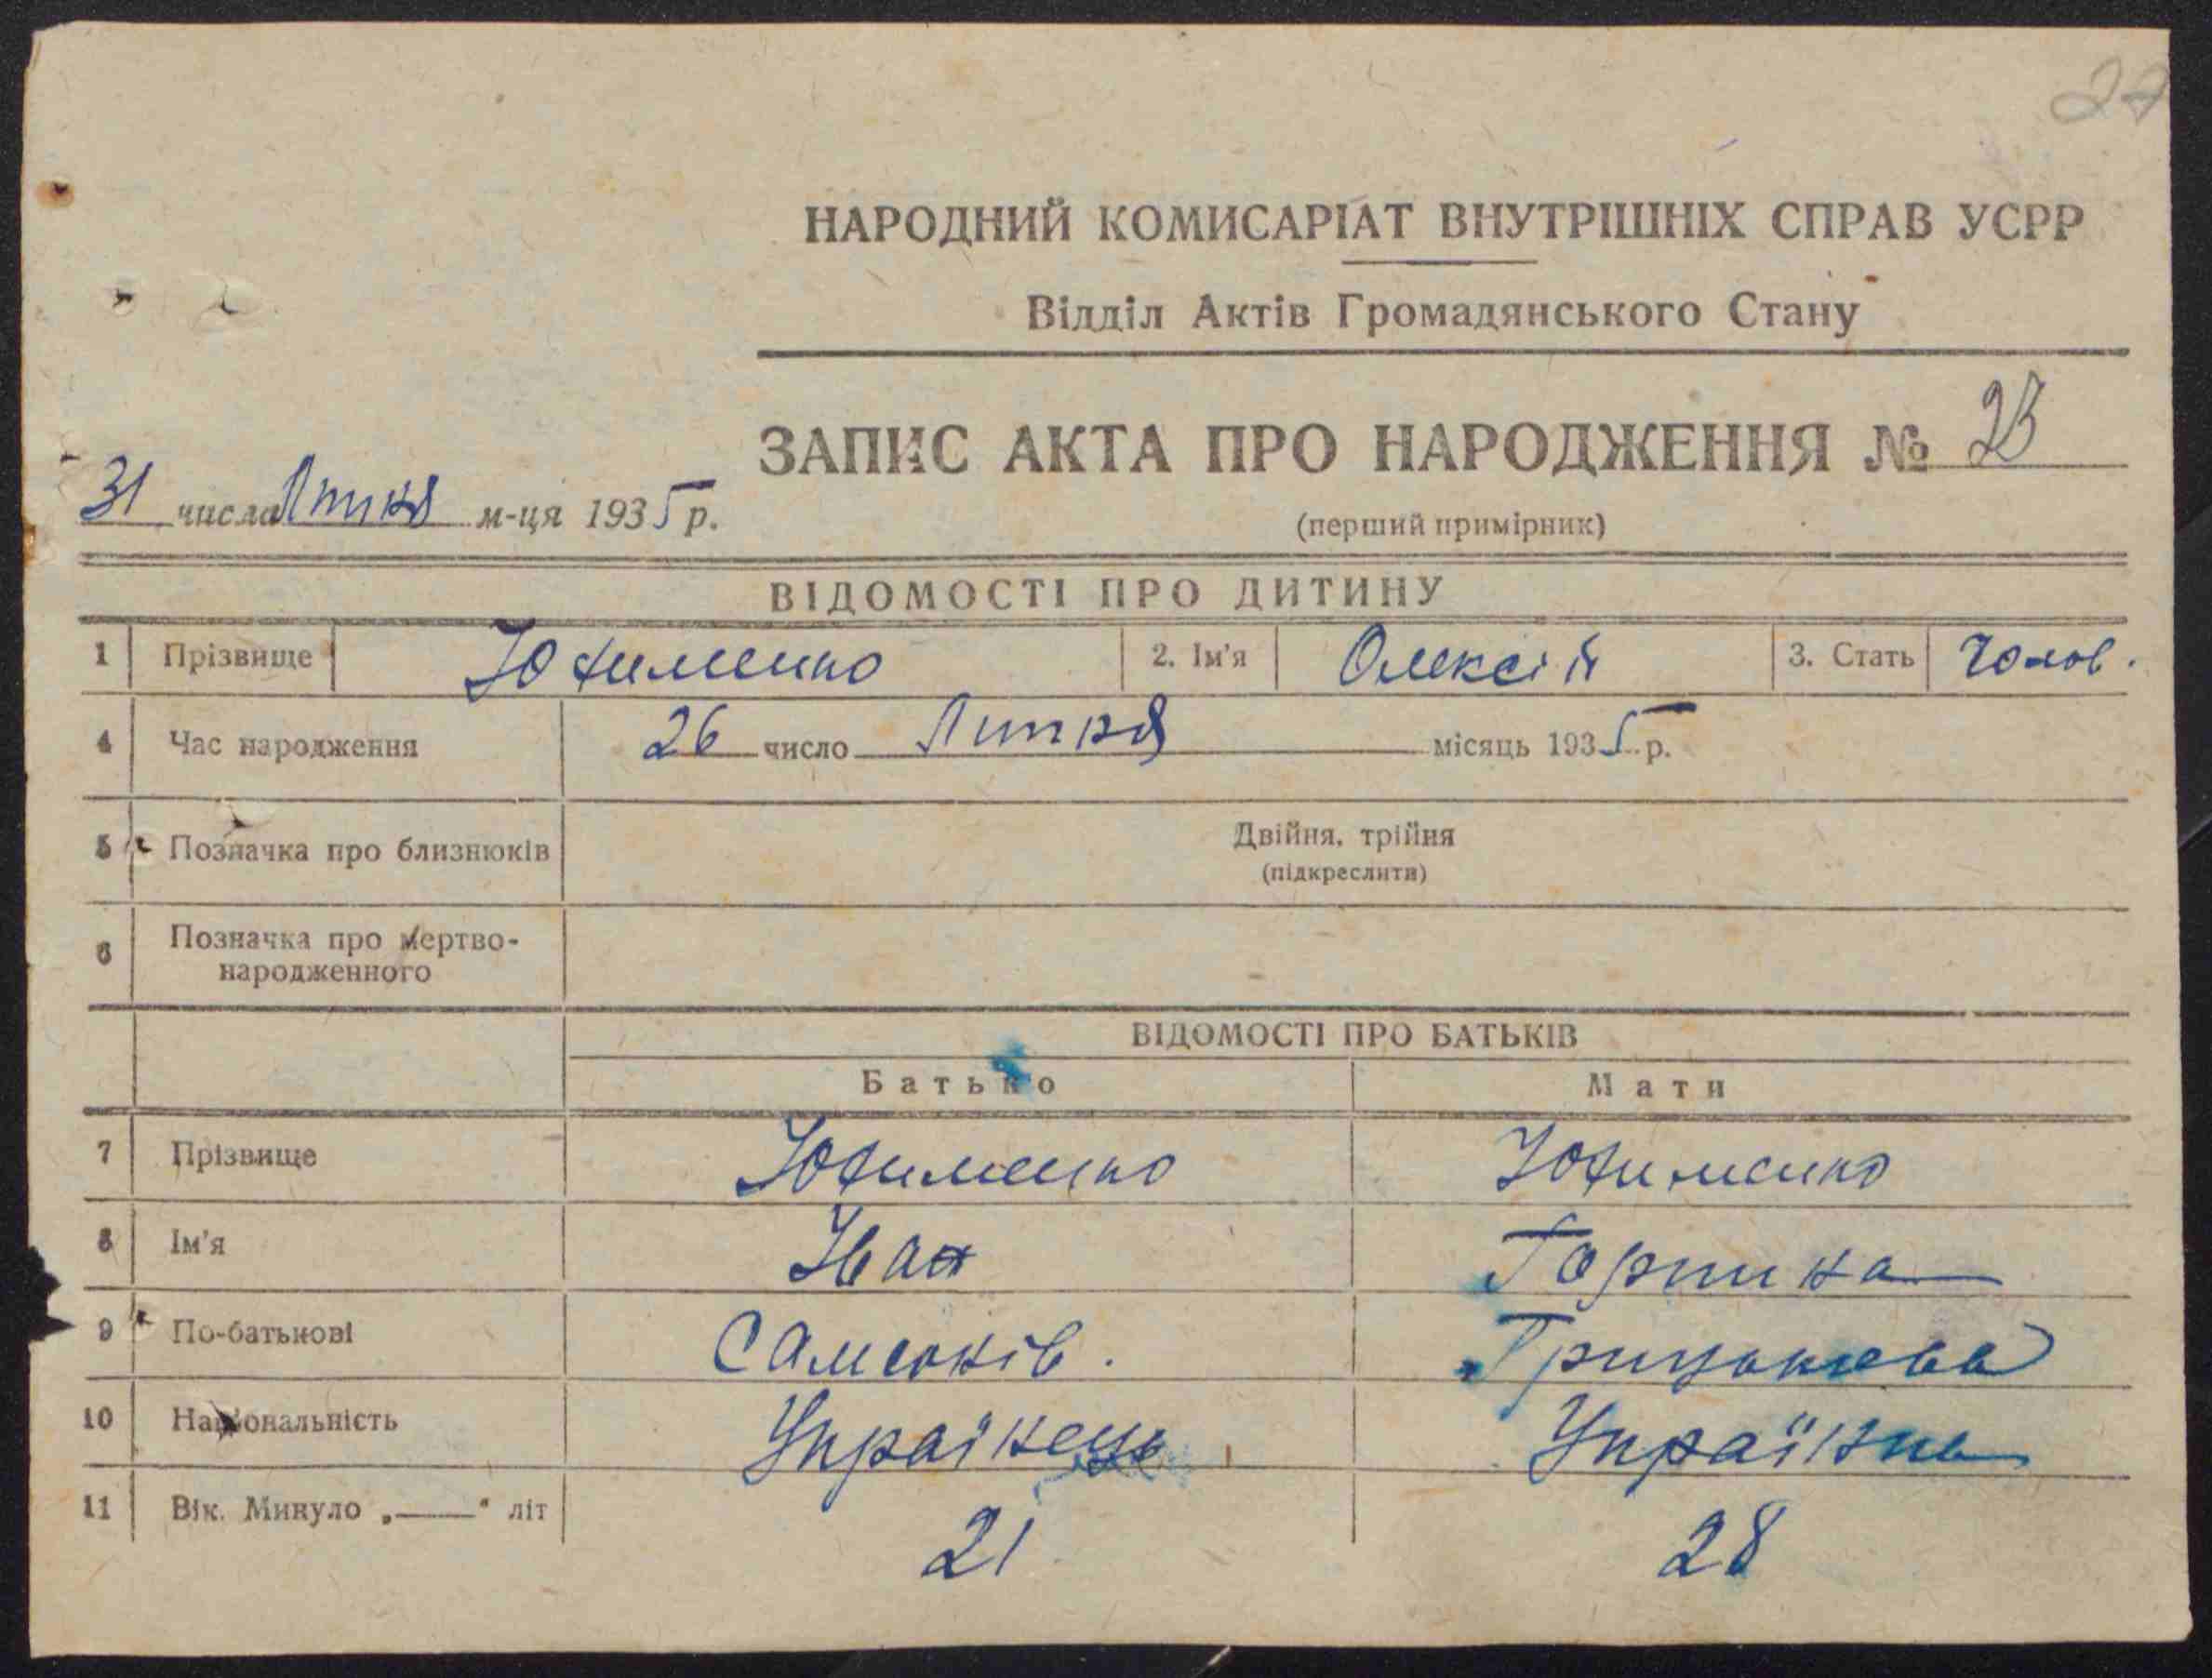 27
НАРОДНИЙ КОМИСАРІАТ ВНУТРІШНІХ СПРАВ УСРР
Відділ Актів Громадянського Стану
ЗАПИС АКТА ПРО НАРОДЖЕННЯ №
31 числа Липня м-ця 1935 р.
(перший примірник)
ВІДОМОСТІ ПРО ДИТИНУ
1 Прізвище Юхименко 2. Ім'я Олексій 3. Стать Чолов.
4 Час народження 26 число Липня місяць 1935 р.
5 Позначка про близнюків Двійня, трійня
(підкреслити)
6 Позначка про мертво-
народженного
ВІДОМОСТІ ПРО БАТЬКІВ
Батько Мати
7 Прізвище Юхименко Юхименко
8 Ім'я Іван Горпина
9 По-батькові Самсонів.
10 Національність Українець Українка
11 Вік. Минуло „——" літ 21 28